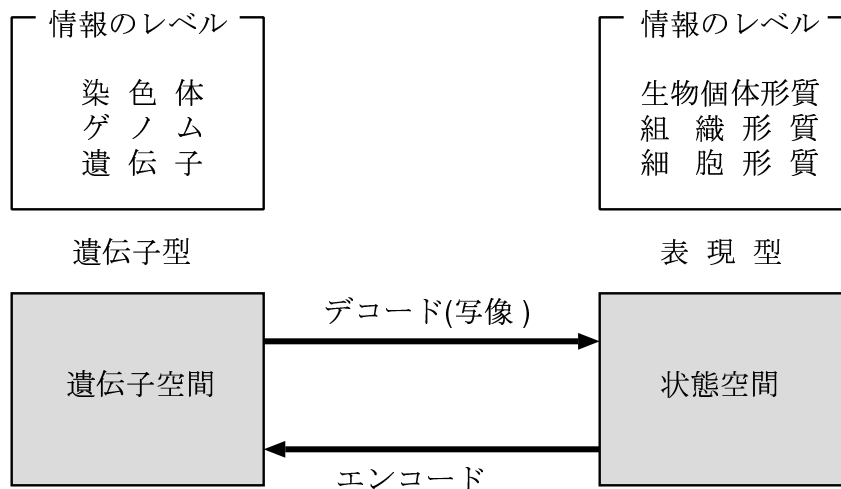 情報のレベル
染色体
ゲノム
遺伝子
情報のレベル
生物個体形質
組織形質
細胞形質
遺伝子型
表現型
デコード(写像)
遺伝子空間
状態空間
エンコード